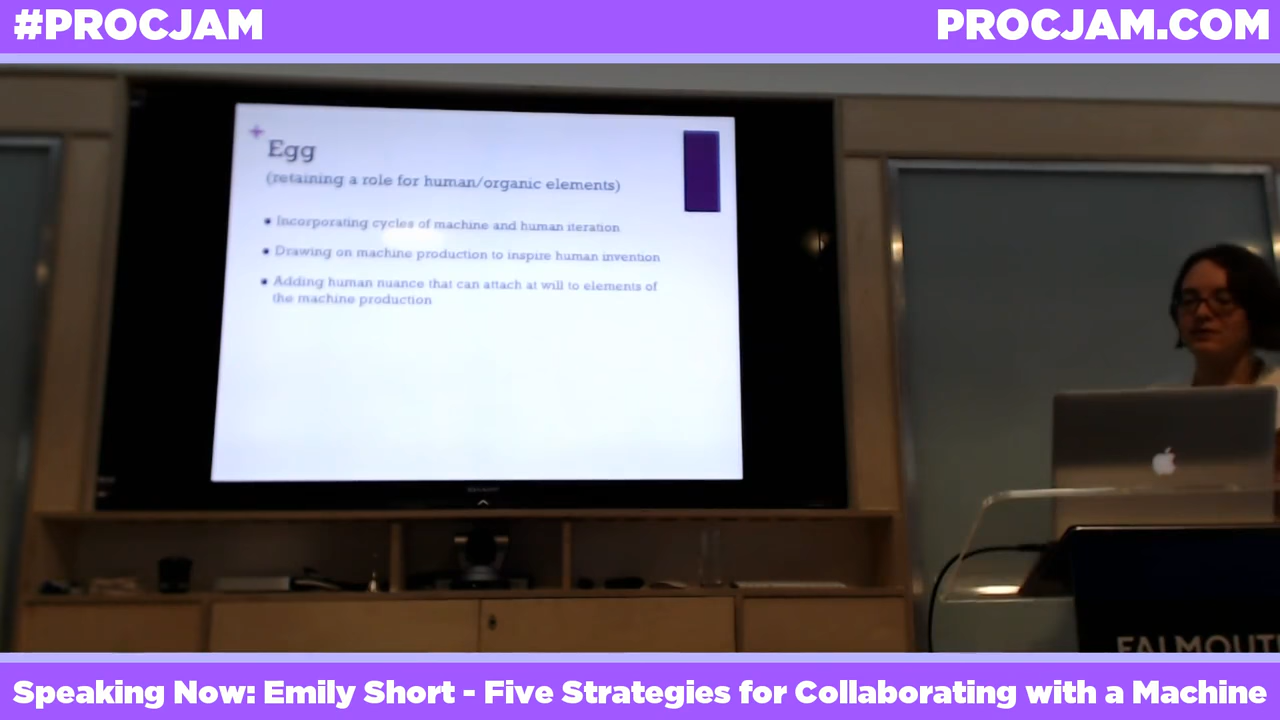 #PROCJAM
PROCJAM.COM
Egg
(retaining a role for human/organic elements)
• Incorporating cycles of machine and human iteration
• Drawing on machine production to inspire human invention
• Adding human nuance that can attach at will to elements of
the machine production
FALMOUT
Speaking Now: Emily Short - Five Strategies for Collaborating with a Machine